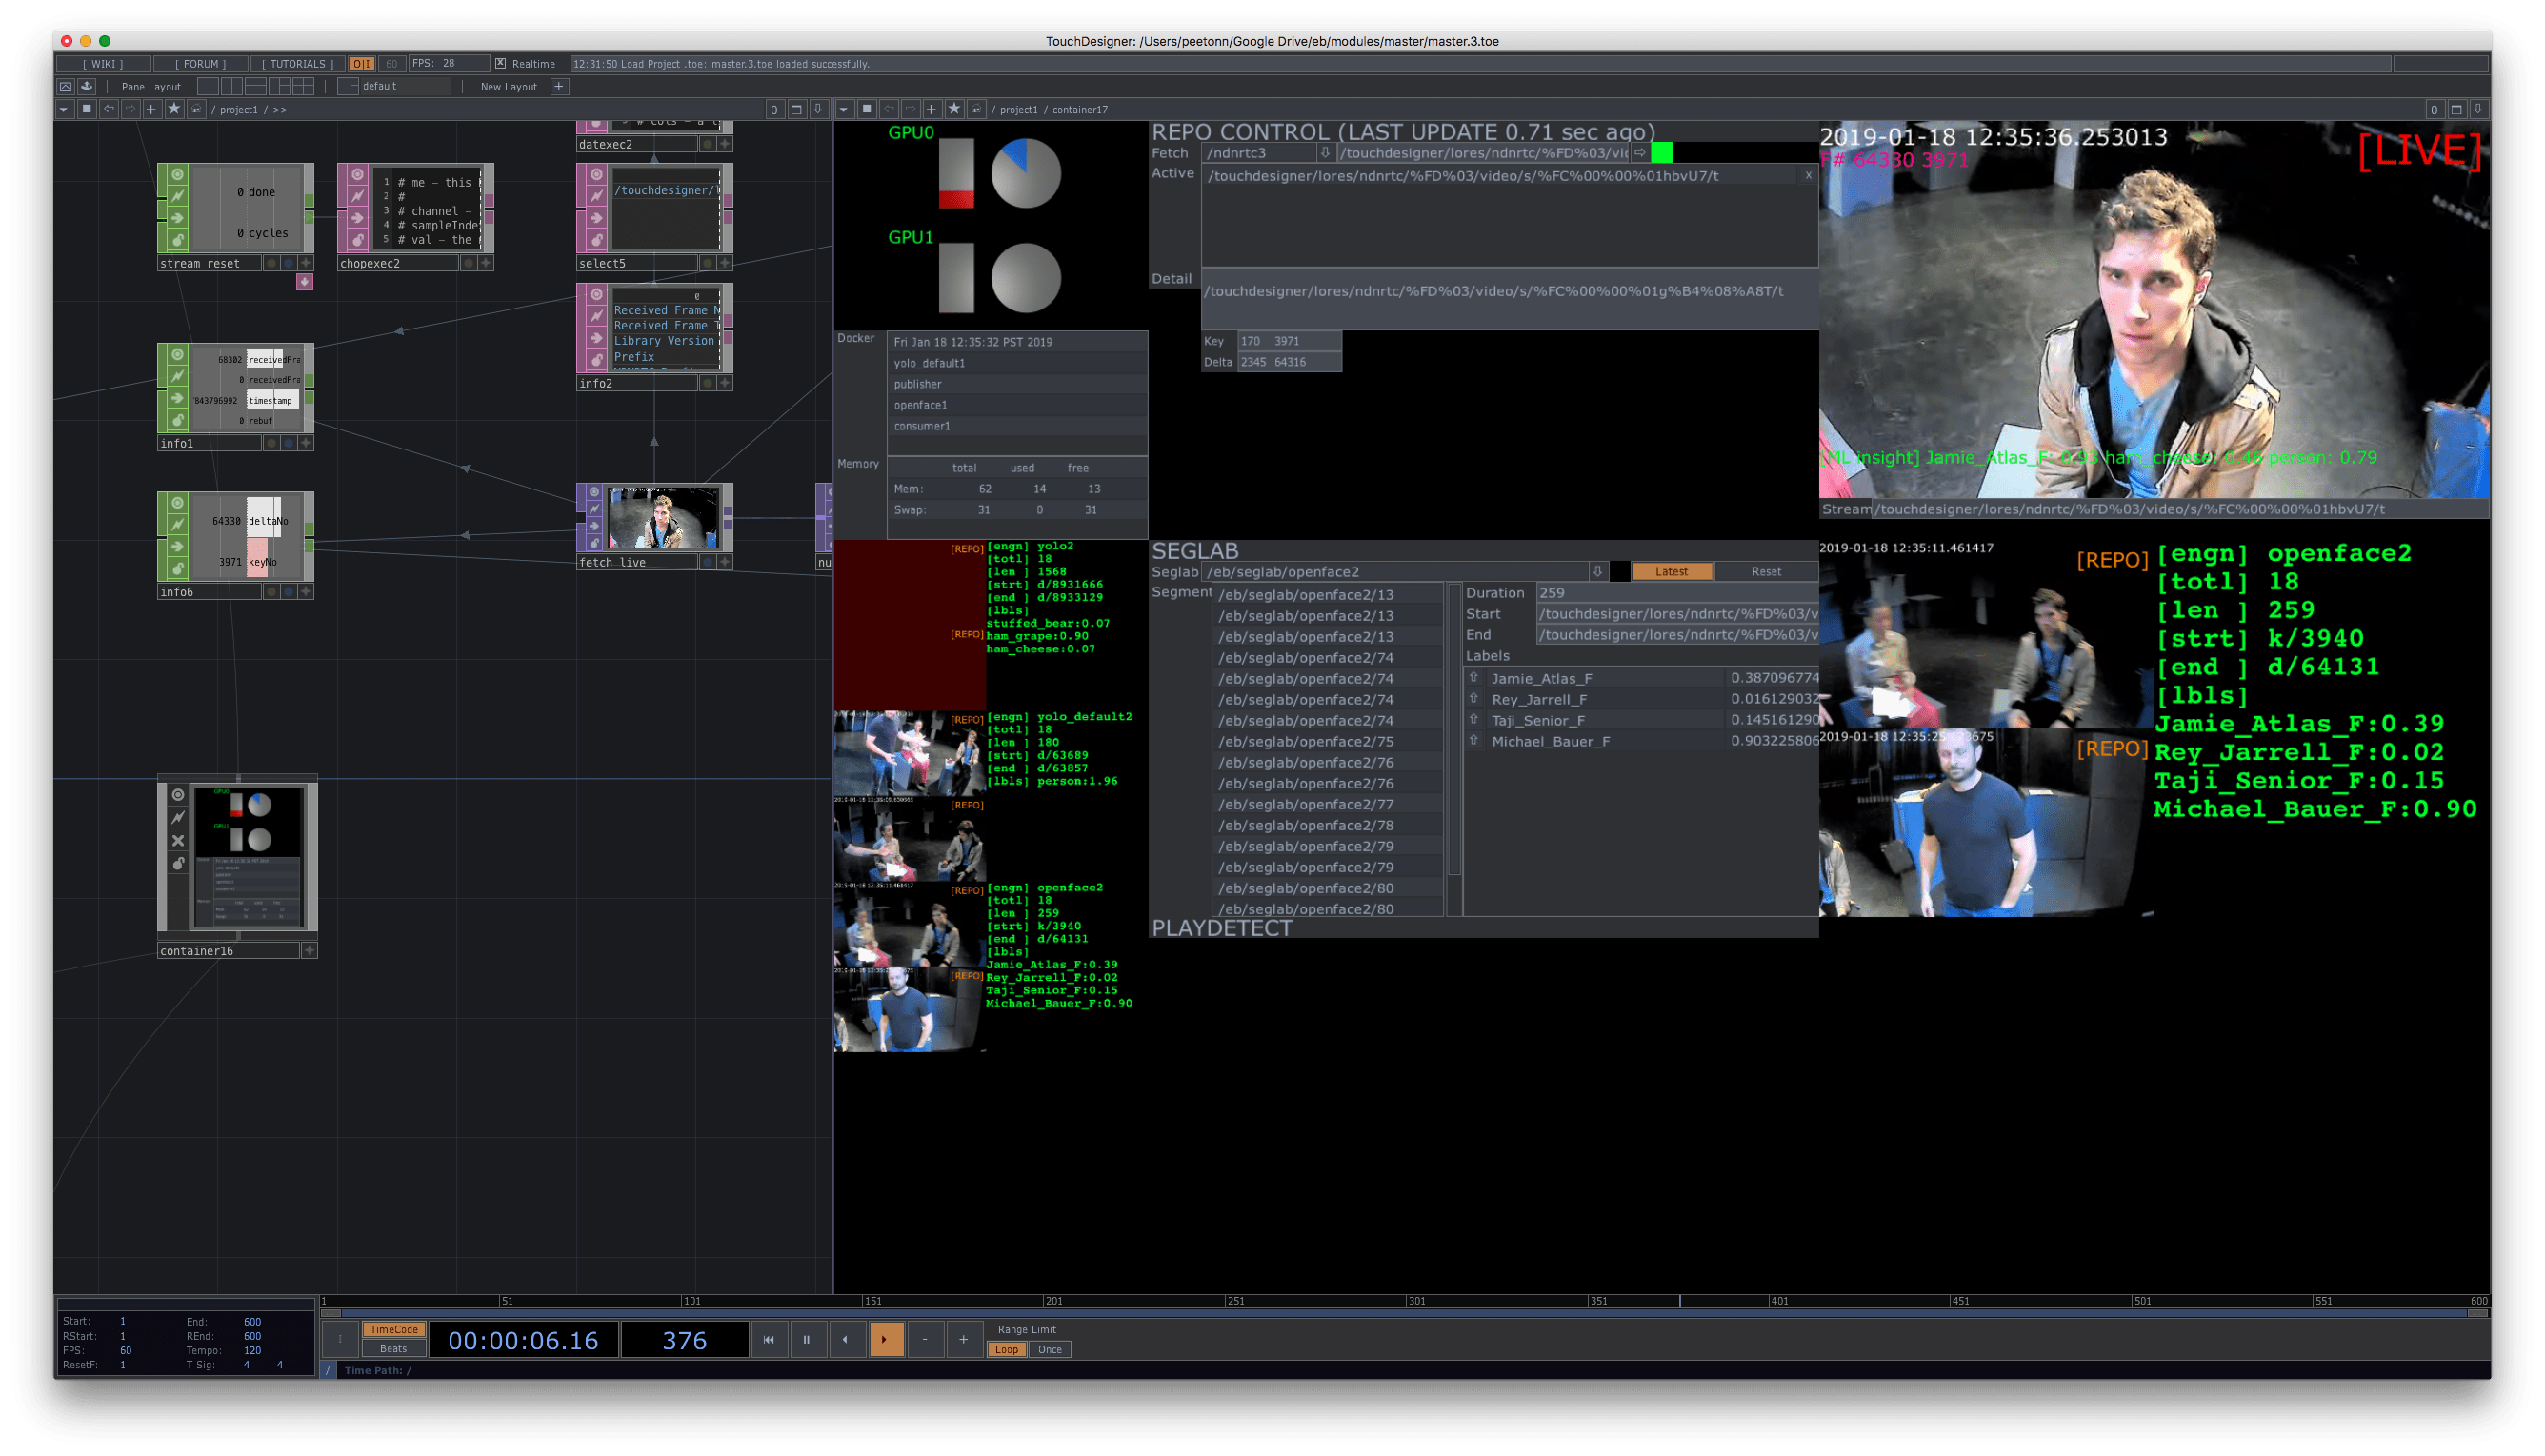 TouchDesigner: /Users/peetonn/Google Drive/eb/modules/master/master.3.toe
[ WIKI ] [ FORUM ] [ TUTORIALS ] O|I 60 FPS: 28 Realtime 12:31:50 Load Project .toe: master.3.toe loaded successfully.
Pane Layout default New Layout +
/ project1 / >> 0
/ project1 / container17 0
datexec2
0 done
0 cycles
stream_reset
1 # me - this
2 #
3 # channel -
4 # sampleInde
5 # val - the
chopexec2
/touchdesigner/l
select5
Received Frame N
Received Frame T
Library Version
Prefix
info2
68302 receivedFra
0 receivedFra
843796992 timestamp
0 rebuf
info1
64330 deltaNo
3971 keyNo
info6
fetch_live
nu
container16
GPU0
GPU1
Docker
Fri Jan 18 12:35:32 PST 2019
yolo_default1
publisher
openface1
consumer1
Memory total used free
Mem: 62 14 13
Swap: 31 0 31
REPO CONTROL (LAST UPDATE 0.71 sec ago)
Fetch /ndnrtc3 /touchdesigner/lores/ndnrtc/%FD%03/vi
Active /touchdesigner/lores/ndnrtc/%FD%03/video/s/%FC%00%00%01hbvU7/t x
Detail /touchdesigner/lores/ndnrtc/%FD%03/video/s/%FC%00%00%01g%B4%08%A8T/t
Key 170 3971
Delta 2345 64316
2019-01-18 12:35:36.253013
[LIVE]
F# 64330 3971
[ML Insight] Jamie_Atlas_F: 0.93 ham_cheese: 0.46 person: 0.79
Stream /touchdesigner/lores/ndnrtc/%FD%03/video/s/%FC%00%00%01hbvU7/t
[REPO]
[engn] yolo2
[totl] 18
[len ] 1568
[strt] d/8931666
[end ] d/8933129
[lbls]
stuffed_bear:0.07
[REPO]
ham_grape:0.90
ham_cheese:0.07
[REPO]
[engn] yolo_default2
[totl] 18
[len ] 180
[strt] d/63689
[end ] d/63857
[lbls] person:1.96
[REPO]
[REPO]
[engn] openface2
[totl] 18
[len ] 259
[strt] k/3940
[end ] d/64131
[lbls]
Jamie_Atlas_F:0.39
[REPO]
Rey_Jarrell_F:0.02
Taji_Senior_F:0.15
Michael_Bauer_F:0.90
SEGLAB
Seglab /eb/seglab/openface2 Latest Reset
Segment
/eb/seglab/openface2/13
/eb/seglab/openface2/13
/eb/seglab/openface2/13
/eb/seglab/openface2/74
/eb/seglab/openface2/74
/eb/seglab/openface2/74
/eb/seglab/openface2/74
/eb/seglab/openface2/75
/eb/seglab/openface2/76
/eb/seglab/openface2/76
/eb/seglab/openface2/77
/eb/seglab/openface2/78
/eb/seglab/openface2/79
/eb/seglab/openface2/79
/eb/seglab/openface2/80
/eb/seglab/openface2/80
Duration 259
Start /touchdesigner/lores/ndnrtc/%FD%03/v
End /touchdesigner/lores/ndnrtc/%FD%03/v
Labels
Jamie_Atlas_F 0.387096774
Rey_Jarrell_F 0.016129032
Taji_Senior_F 0.145161290
Michael_Bauer_F 0.903225806
PLAYDETECT
2019-01-18 12:35:11.461417
[REPO]
[engn] openface2
[totl] 18
[len ] 259
[strt] k/3940
[end ] d/64131
[lbls]
Jamie_Atlas_F:0.39
[REPO]
Rey_Jarrell_F:0.02
Taji_Senior_F:0.15
Michael_Bauer_F:0.90
1 51 101 151 201 251 301 351 401 451 501 551 600
Start: 1 End: 600
RStart: 1 REnd: 600
FPS: 60 Tempo: 120
ResetF: 1 T Sig: 4 4
TimeCode
Beats
00:00:06.16
376
- +
Range Limit
Loop Once
/ Time Path: /